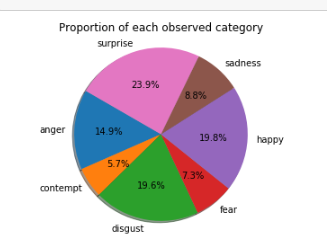 Proportion of each observed category
surprise
23.9%
sadness
8.8%
anger
14.9%
happy
19.8%
contempt
5.7%
fear
7.3%
disgust
19.6%